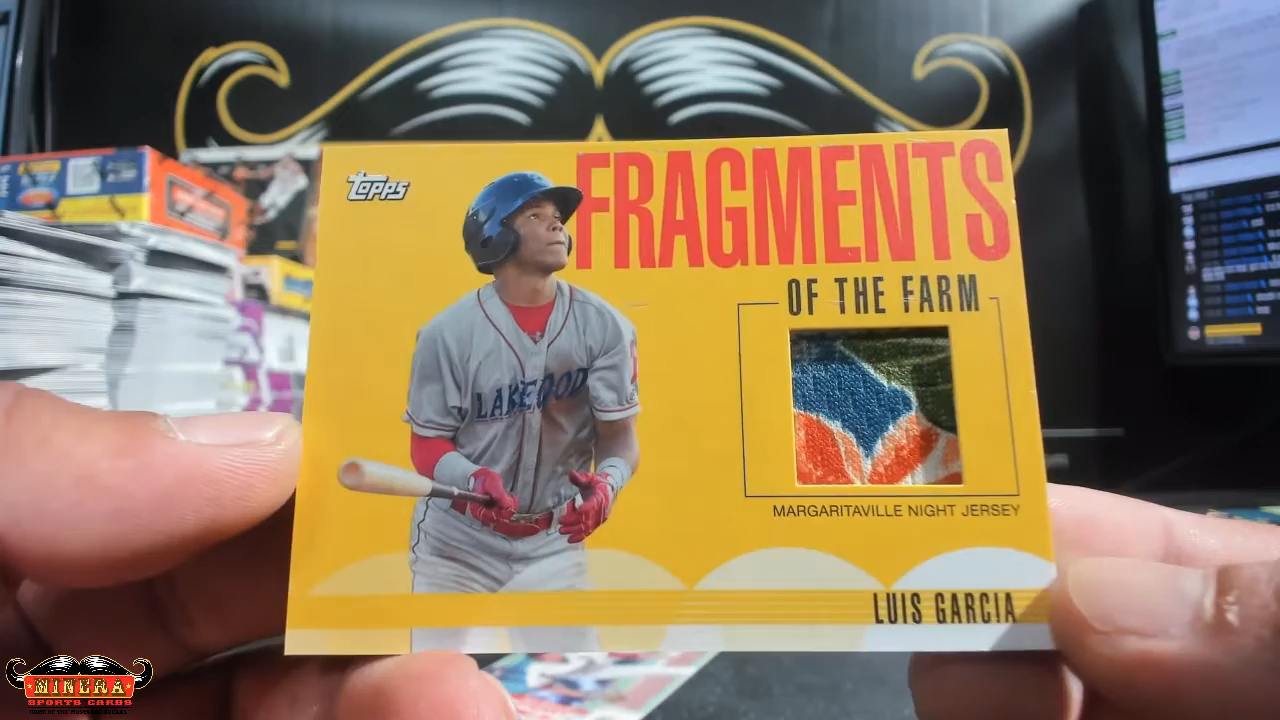 Topps
FRAGMENTS
OF THE FARM
LAKEWOOD
MARGARITAVILLE NIGHT JERSEY
LUIS GARCIA
MINERA
SPORTS CARDS